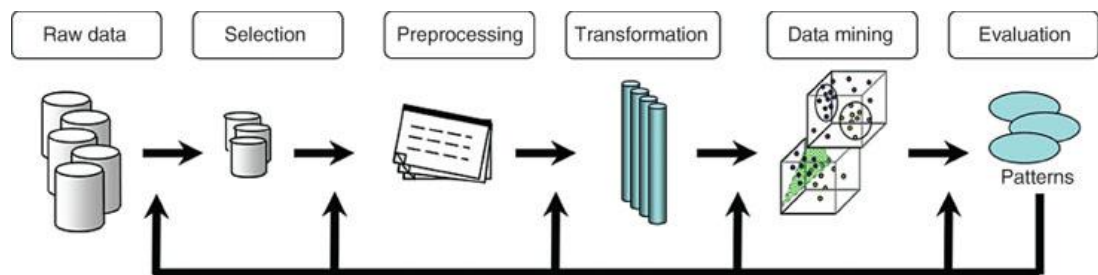 Raw data
Selection
Preprocessing
Transformation
Data mining
Evaluation
Patterns